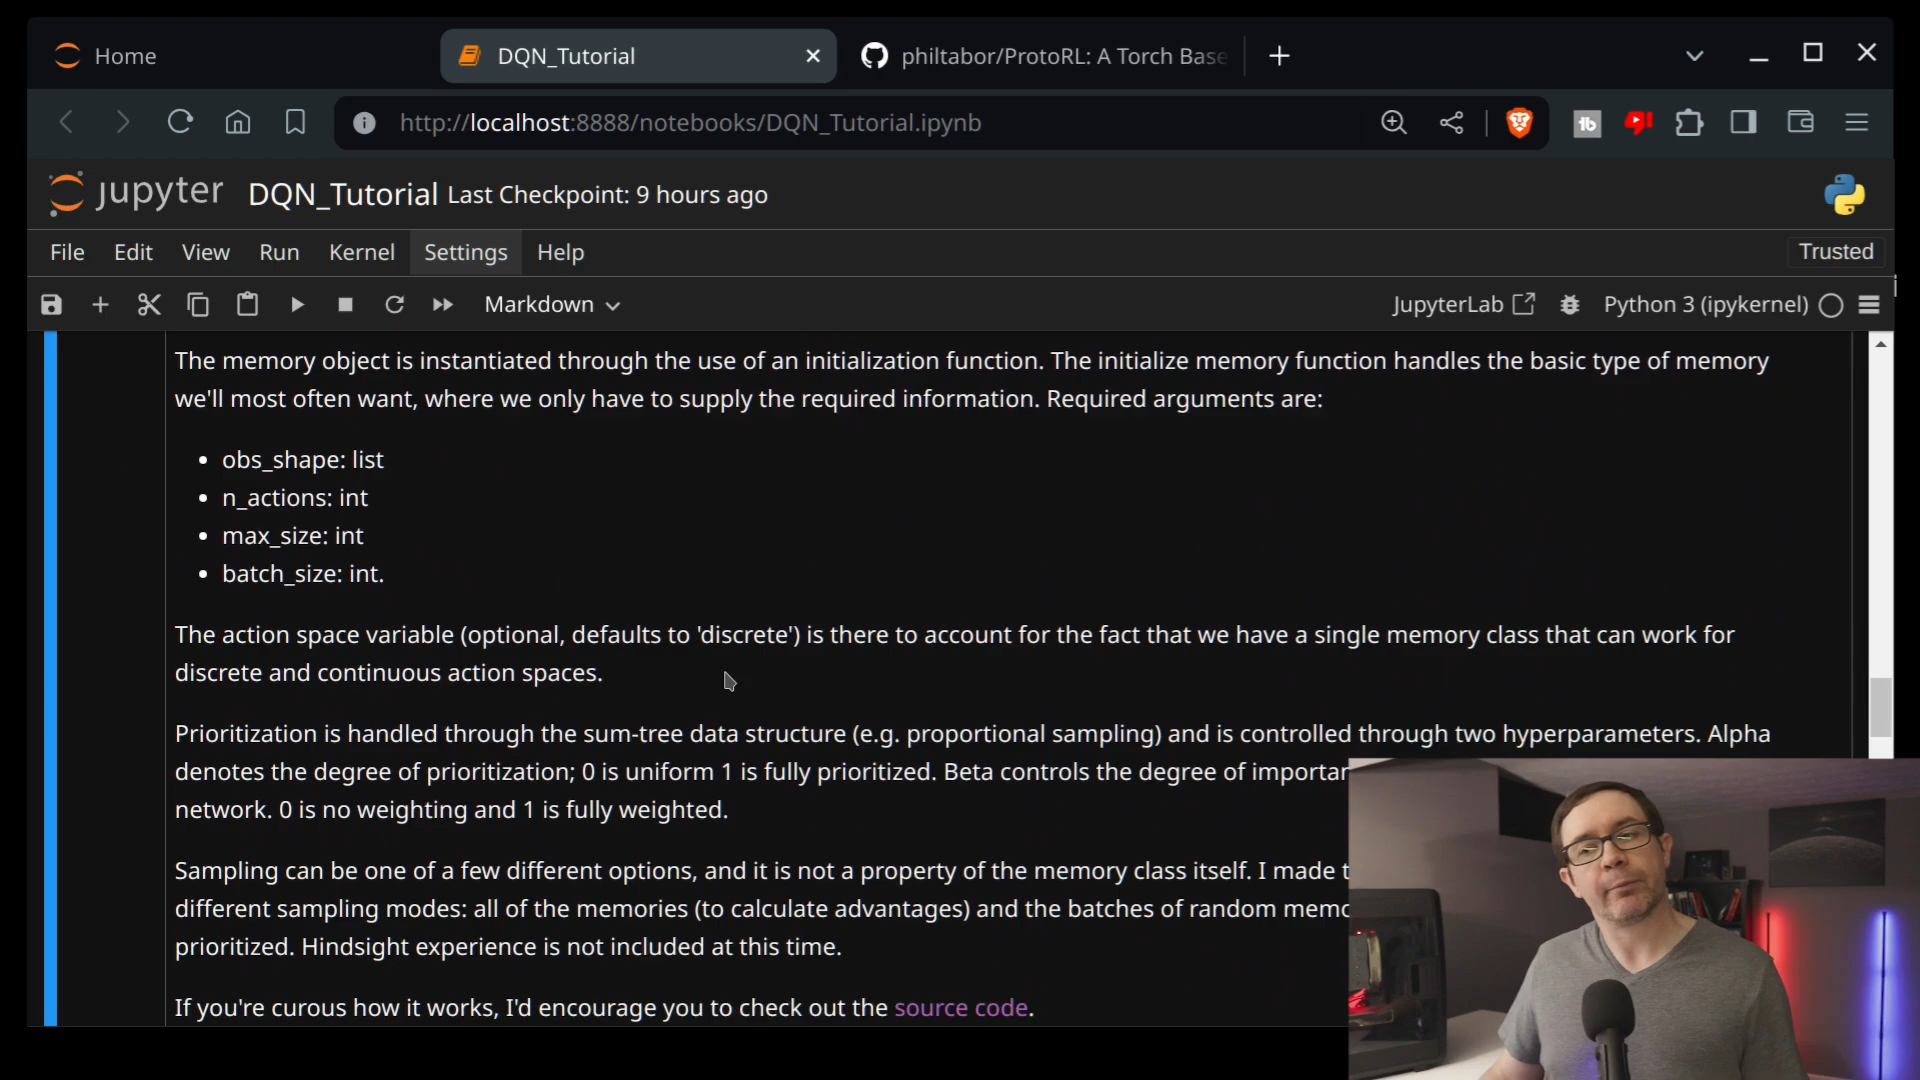 Home
DQN_Tutorial
philtabor/ProtoRL: A Torch Base
http://localhost:8888/notebooks/DQN_Tutorial.ipynb
tb
jupyter DQN_Tutorial Last Checkpoint: 9 hours ago
File Edit View Run Kernel Settings Help
Trusted
Markdown
JupyterLab
Python 3 (ipykernel)
The memory object is instantiated through the use of an initialization function. The initialize memory function handles the basic type of memory
we'll most often want, where we only have to supply the required information. Required arguments are:
• obs_shape: list
• n_actions: int
• max_size: int
• batch_size: int.
The action space variable (optional, defaults to 'discrete') is there to account for the fact that we have a single memory class that can work for
discrete and continuous action spaces.
Prioritization is handled through the sum-tree data structure (e.g. proportional sampling) and is controlled through two hyperparameters. Alpha
denotes the degree of prioritization; 0 is uniform 1 is fully prioritized. Beta controls the degree of importan
network. 0 is no weighting and 1 is fully weighted.
Sampling can be one of a few different options, and it is not a property of the memory class itself. I made t
different sampling modes: all of the memories (to calculate advantages) and the batches of random memo
prioritized. Hindsight experience is not included at this time.
If you're curous how it works, I'd encourage you to check out the source code.